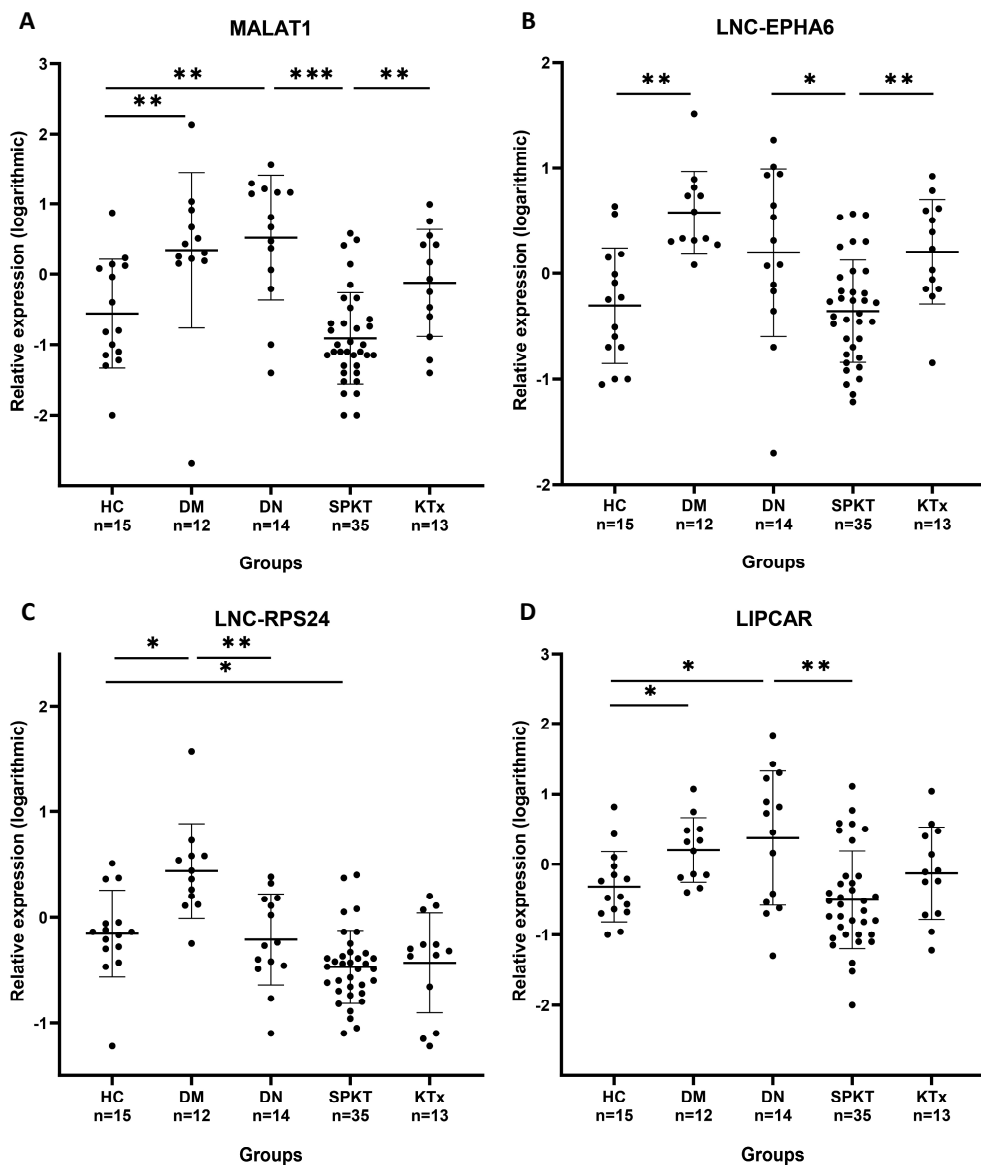 A
MALAT1
Relative expression (logarithmic)
3
2
1
0
-1
-2
** *** **
**
HC DM DN SPKT KTx
n=15 n=12 n=14 n=35 n=13
Groups
B
LNC-EPHA6
Relative expression (logarithmic)
2
1
0
-1
-2
** * **
HC DM DN SPKT KTx
n=15 n=12 n=14 n=35 n=13
Groups
C
LNC-RPS24
Relative expression (logarithmic)
2
1
0
-1
* **
*
HC DM DN SPKT KTx
n=15 n=12 n=14 n=35 n=13
Groups
D
LIPCAR
Relative expression (logarithmic)
3
2
1
0
-1
-2
* **
*
HC DM DN SPKT KTx
n=15 n=12 n=14 n=35 n=13
Groups